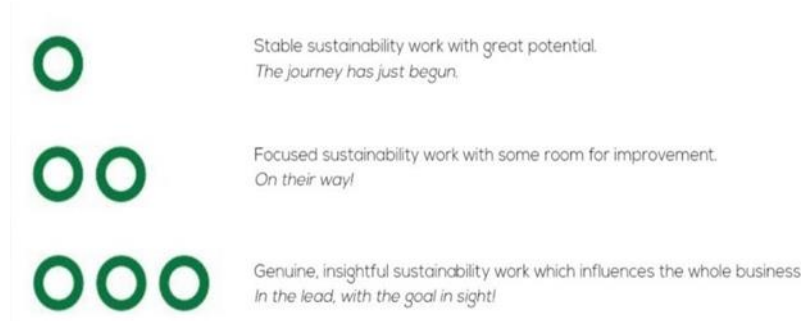 Stable sustainability work with great potential.
The journey has just begun.
Focused sustainability work with some room for improvement.
On their way!
Genuine, insightful sustainability work which influences the whole business
In the lead, with the goal in sight!